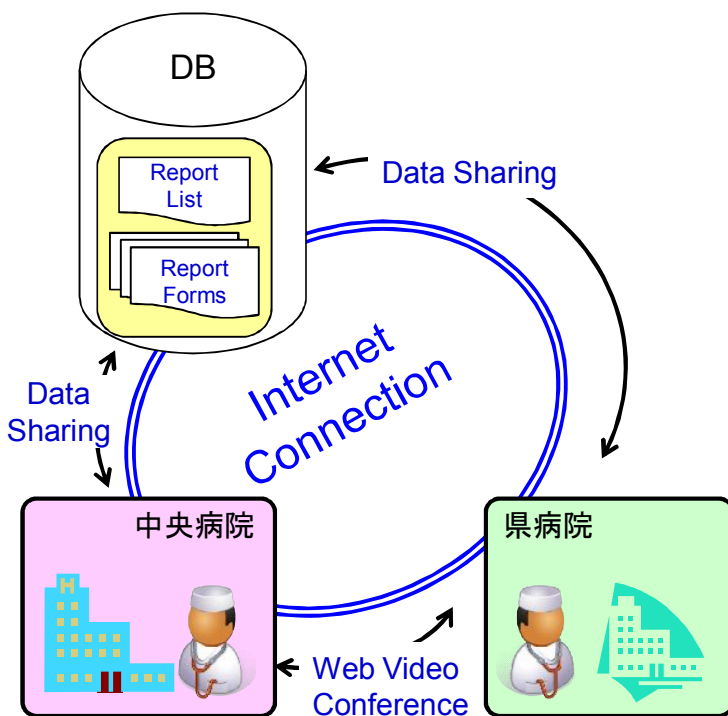 DB
Report
List
Report
Forms
Data Sharing
Internet
Connection
Data
Sharing
中央病院
H
県病院
Web Video
Conference